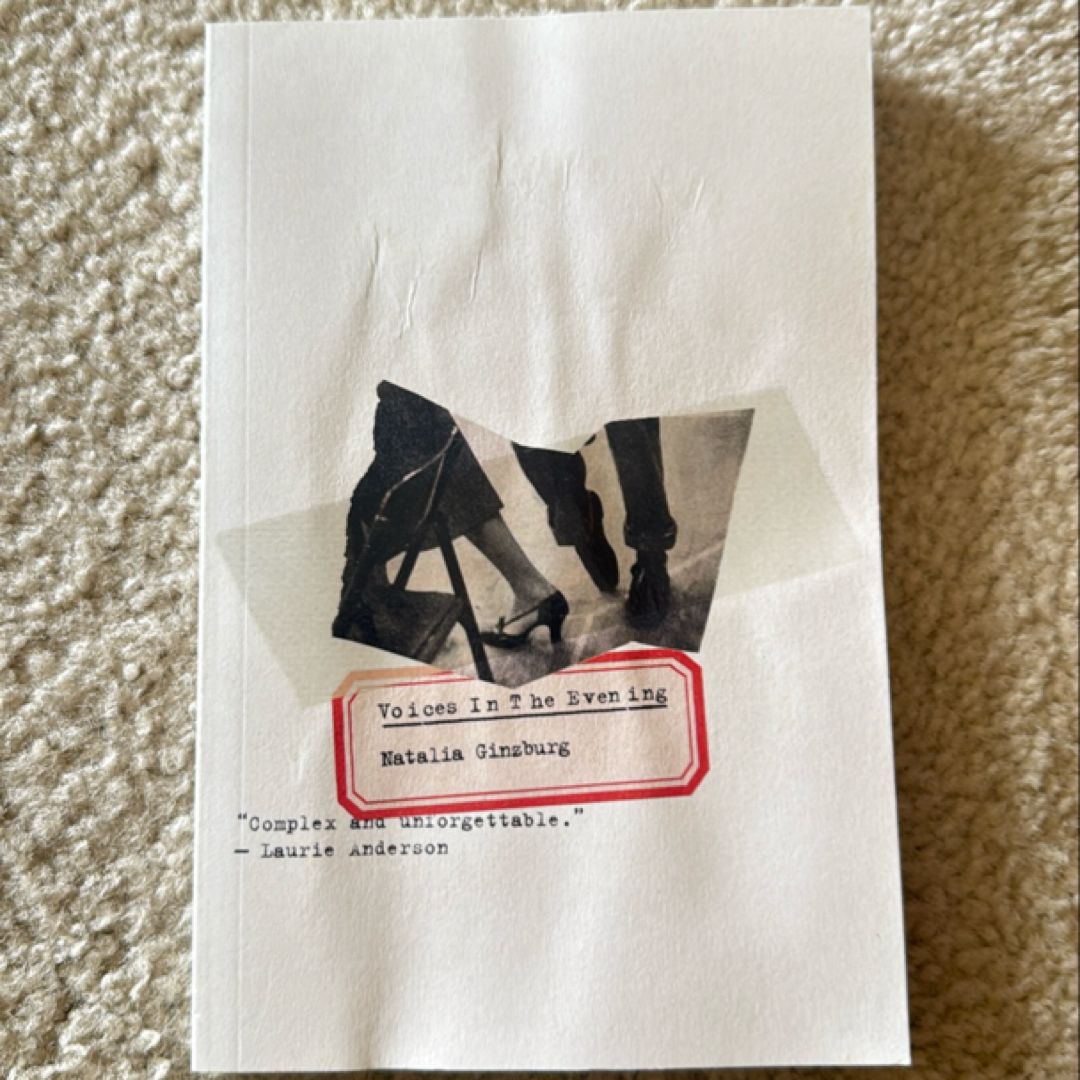 Voices In The Evening
Natalia Ginzburg
“Complex and unforgettable.”
— Laurie Anderson